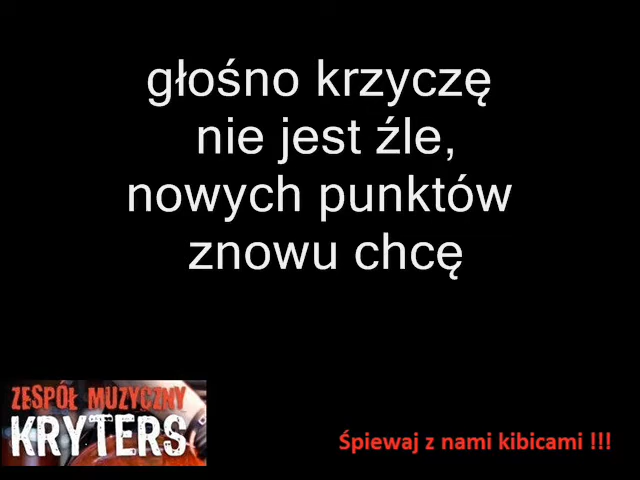 głośno krzyczę
nie jest źle,
nowych punktów
znowu chcę
ZESPÓŁ MUZYCZNY
KRYTERS
Śpiewaj z nami kibicami !!!